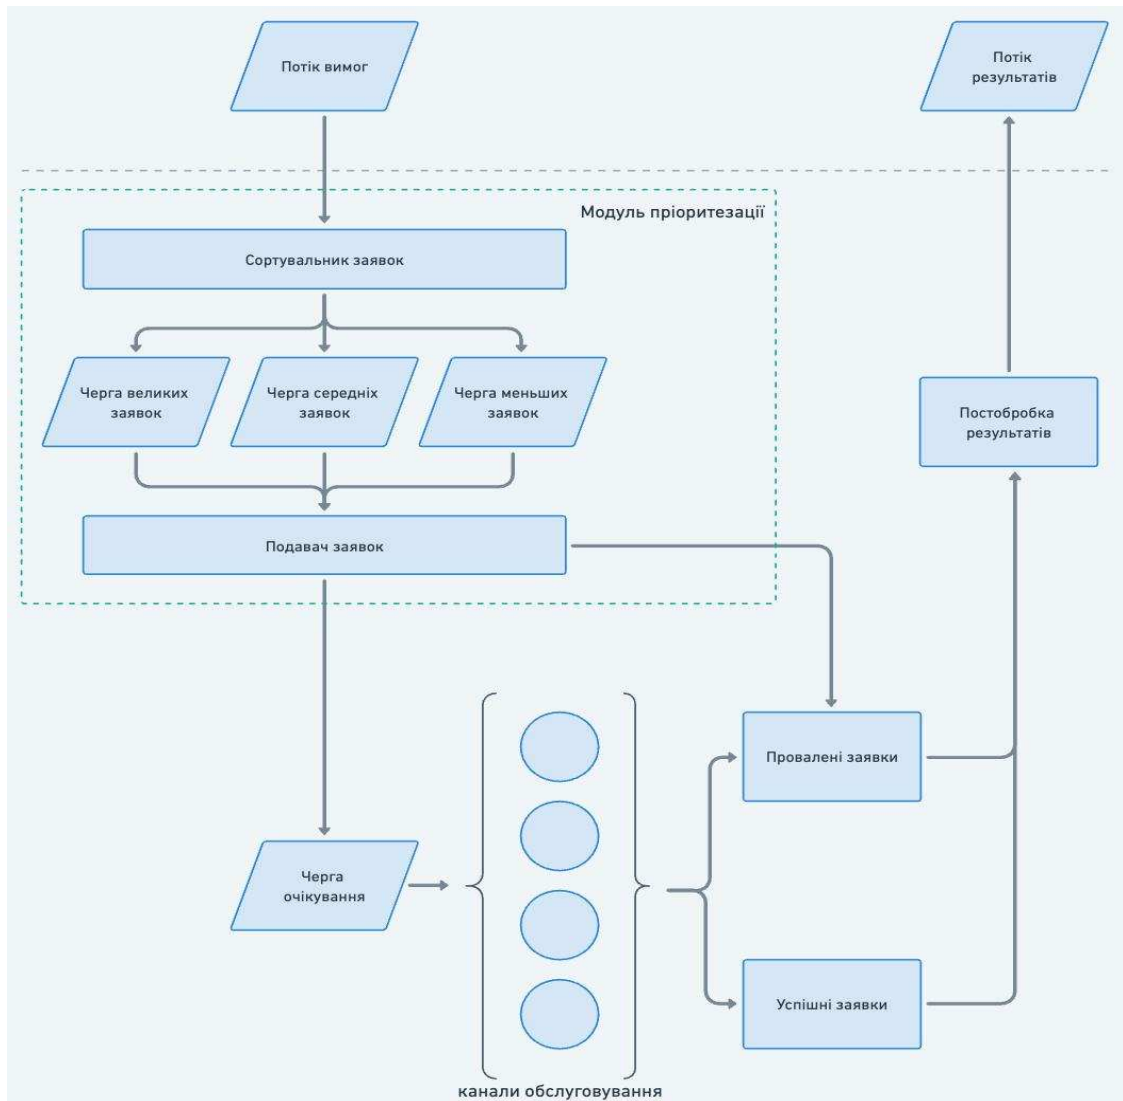 Потік вимог
Потік
результатів
Модуль пріоритезації
Сортувальник заявок
Черга великих
заявок
Черга середніх
заявок
Черга меньших
заявок
Постобробка
результатів
Подавач заявок
Провалені заявки
Черга
очікування
Успішні заявки
канали обслуговування